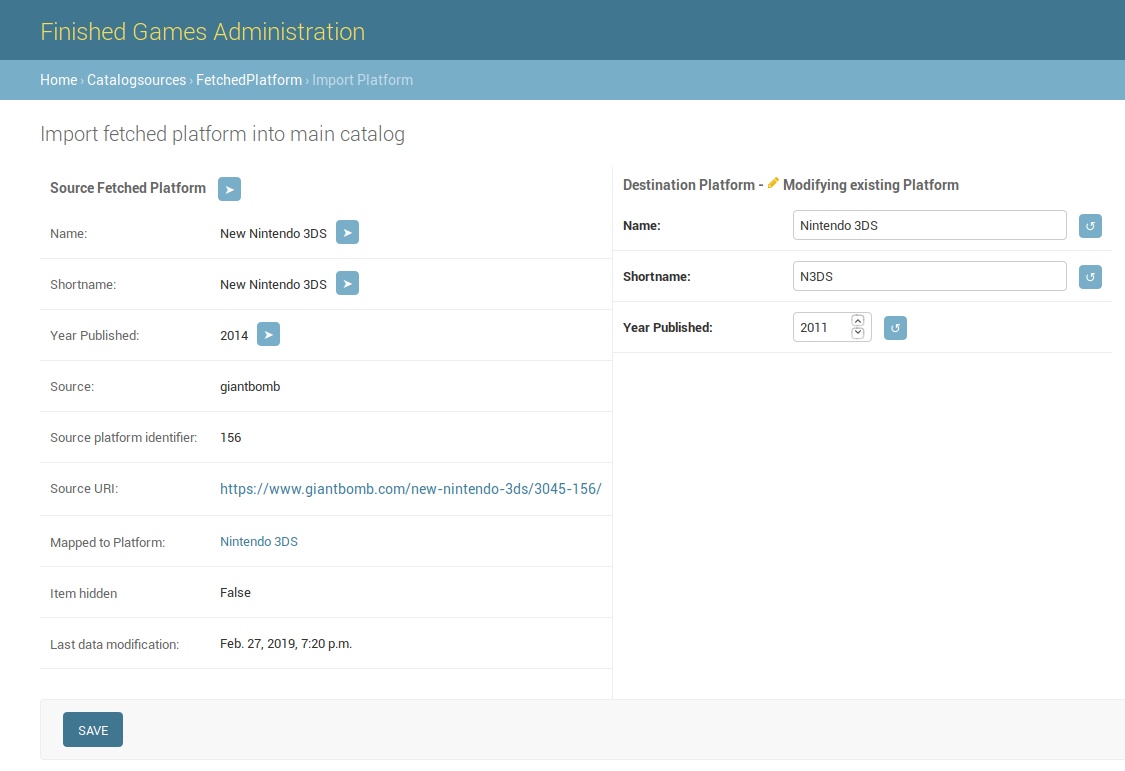 Finished Games Administration
Home › Catalogsources › FetchedPlatform › Import Platform
Import fetched platform into main catalog
Source Fetched Platform ➤
Name: New Nintendo 3DS ➤
Shortname: New Nintendo 3DS ➤
Year Published: 2014 ➤
Source: giantbomb
Source platform identifier: 156
Source URI: https://www.giantbomb.com/new-nintendo-3ds/3045-156/
Mapped to Platform: Nintendo 3DS
Item hidden False
Last data modification: Feb. 27, 2019, 7:20 p.m.
Destination Platform - Modifying existing Platform
Name: Nintendo 3DS ↺
Shortname: N3DS ↺
Year Published: 2011 ↺
SAVE